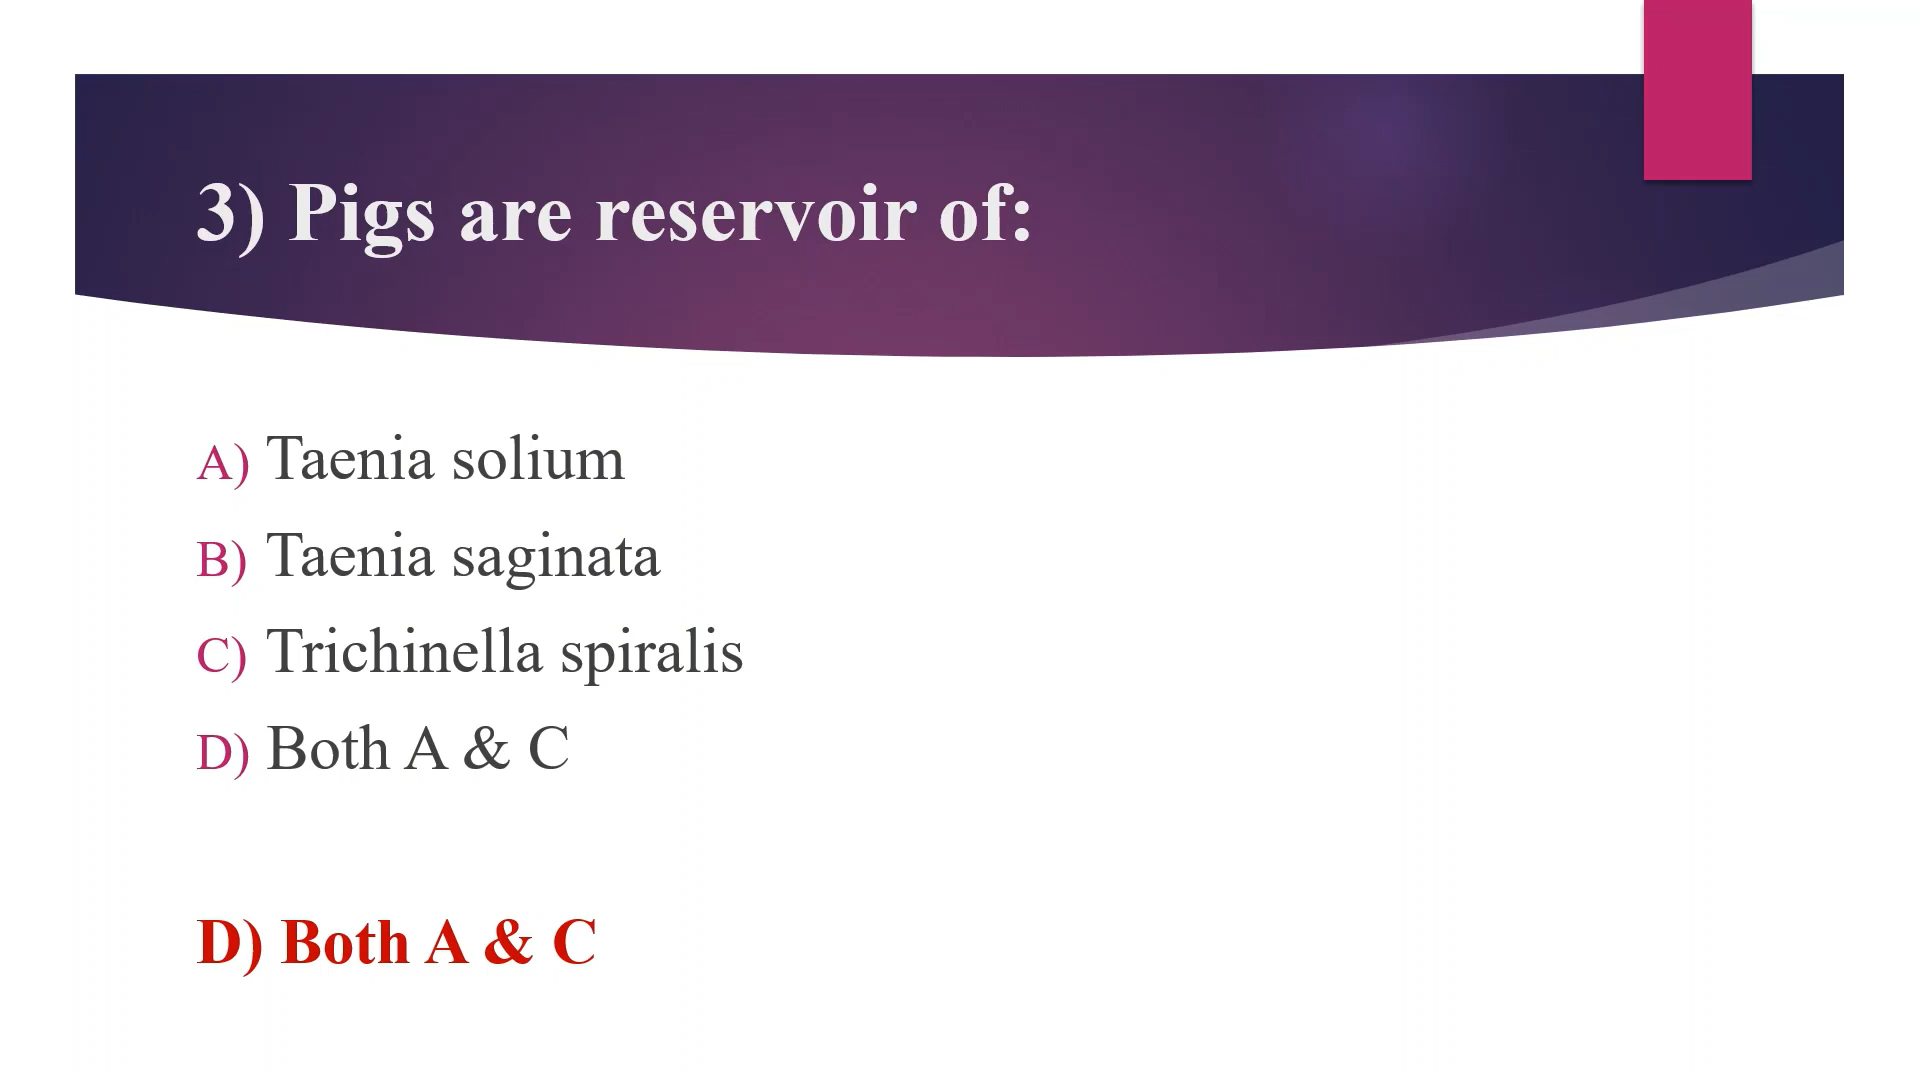 3) Pigs are reservoir of:
A) Taenia solium
B) Taenia saginata
C) Trichinella spiralis
D) Both A & C
D) Both A & C